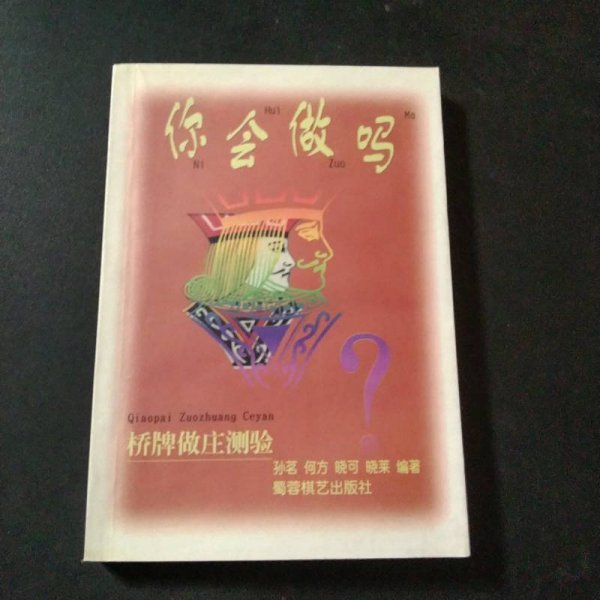 你会做吗
Ni Hui Zuo Ma
?
Qiaopai Zuozhuang Ceyan
桥牌做庄测验
孙茗 何方 晓可 晓莱 编著
蜀蓉棋艺出版社